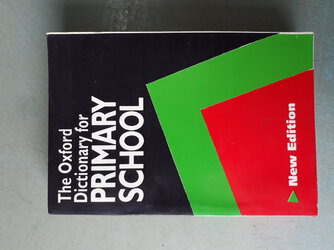 The Oxford
Dictionary for
PRIMARY
SCHOOL
New Edition